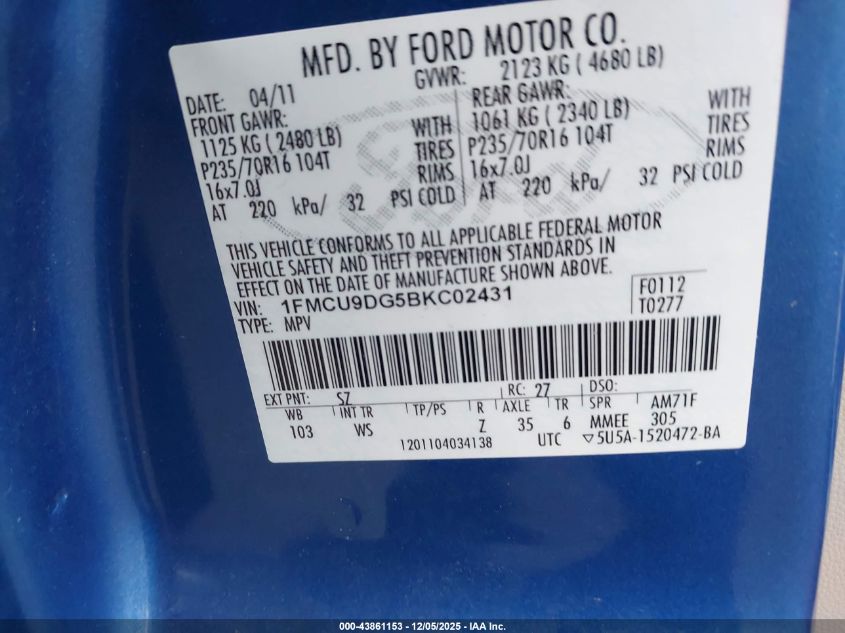 MFD. BY FORD MOTOR CO.
DATE: 04/11 GVWR: 2123 KG ( 4680 LB)
FRONT GAWR: REAR GAWR:
1125 KG ( 2480 LB) WITH 1061 KG ( 2340 LB) WITH
P235/70R16 104T TIRES P235/70R16 104T TIRES
16x7.0J RIMS 16x7.0J RIMS
AT 220 kPa/ 32 PSI COLD AT 220 kPa/ 32 PSI COLD
THIS VEHICLE CONFORMS TO ALL APPLICABLE FEDERAL MOTOR
VEHICLE SAFETY AND THEFT PREVENTION STANDARDS IN
EFFECT ON THE DATE OF MANUFACTURE SHOWN ABOVE.
VIN: 1FMCU9DG5BKC02431 F0112
TYPE: MPV T0277
EXT PNT: SZ RC: 27 DSO:
WB INT TR TP/PS R AXLE TR SPR AM71F
103 WS Z 35 6 MMEE 305
1201104034138 UTC ▽5U5A-1520472-BA
000-43861153 - 12/05/2025 - IAA Inc.